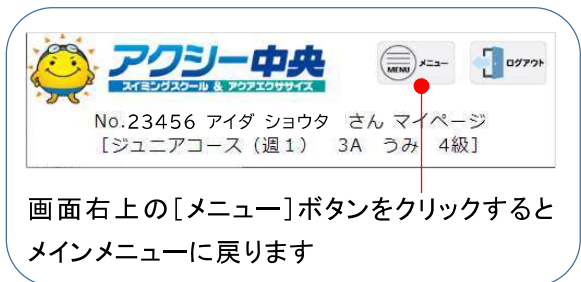 アクシー中央
スイミングスクール & アクアエクササイズ
MENU メニュー
ログアウト
No.23456 アイダ ショウタ さん マイページ
[ジュニアコース (週1) 3A うみ 4級]
画面右上の[メニュー]ボタンをクリックすると
メインメニューに戻ります